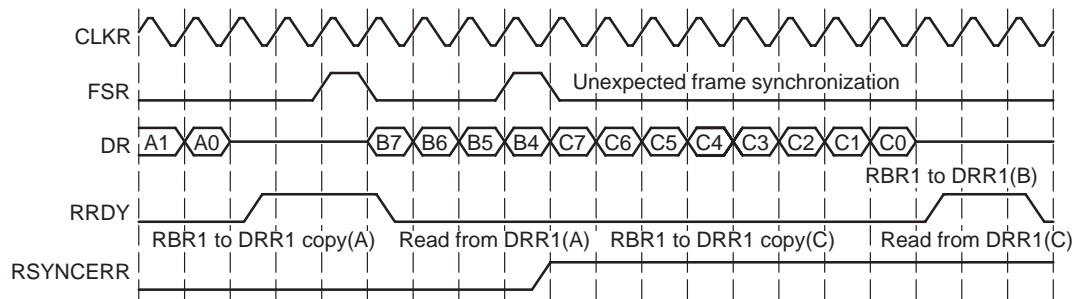 CLKR
FSR
Unexpected frame synchronization
DR A1 A0 B7 B6 B5 B4 C7 C6 C5 C4 C3 C2 C1 C0
RBR1 to DRR1(B)
RRDY
RBR1 to DRR1 copy(A) Read from DRR1(A) RBR1 to DRR1 copy(C) Read from DRR1(C)
RSYNCERR